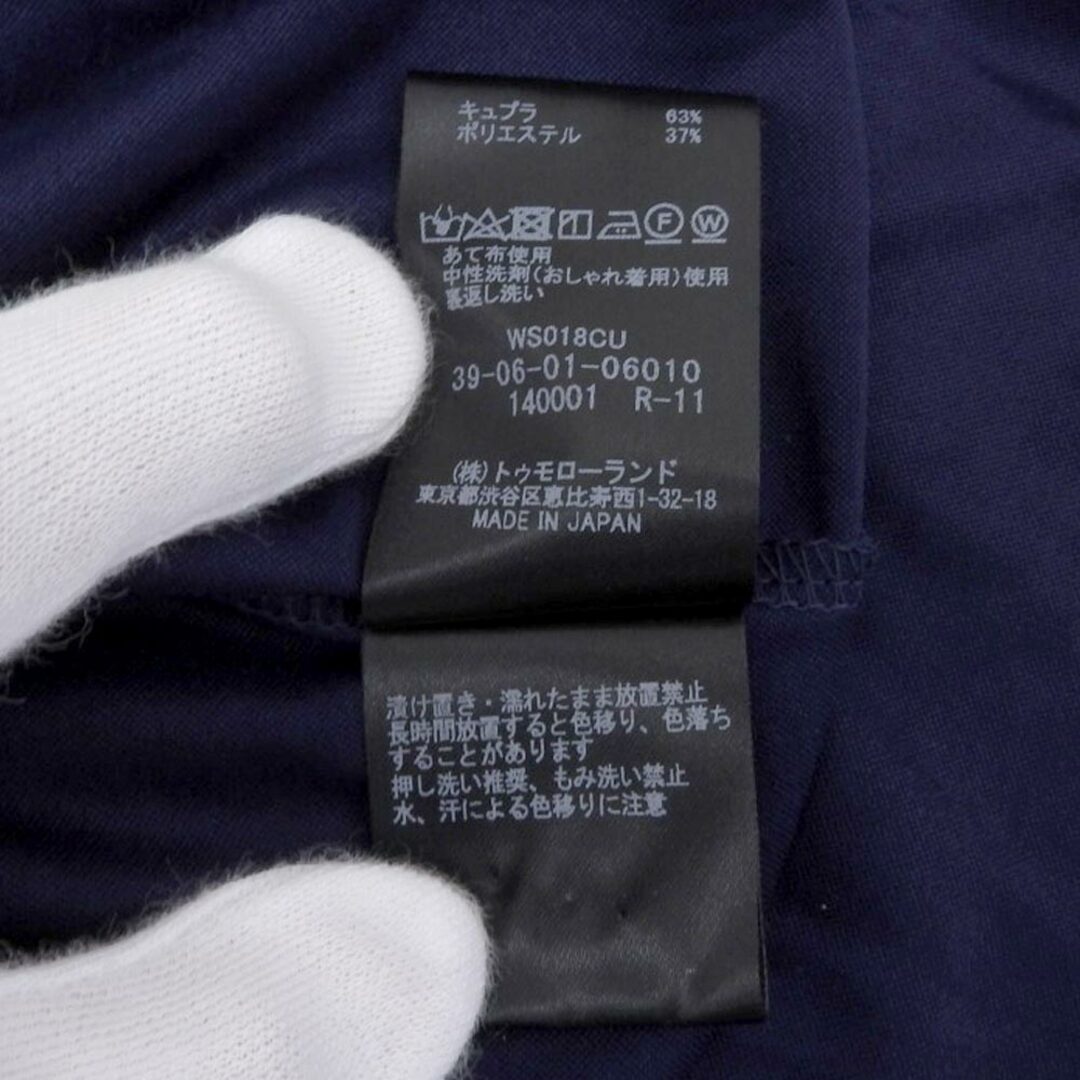 キュプラ 63%
ポリエステル 37%
F W
あて布使用
中性洗剤(おしゃれ着用)使用
裏返し洗い
WS018CU
39-06-01-06010
140001 R-11
(株)トゥモローランド
東京都渋谷区恵比寿西1-32-18
MADE IN JAPAN
漬け置き・濡れたまま放置禁止
長時間放置すると色移り、色落ち
することがあります
押し洗い推奨、もみ洗い禁止
水、汗による色移りに注意